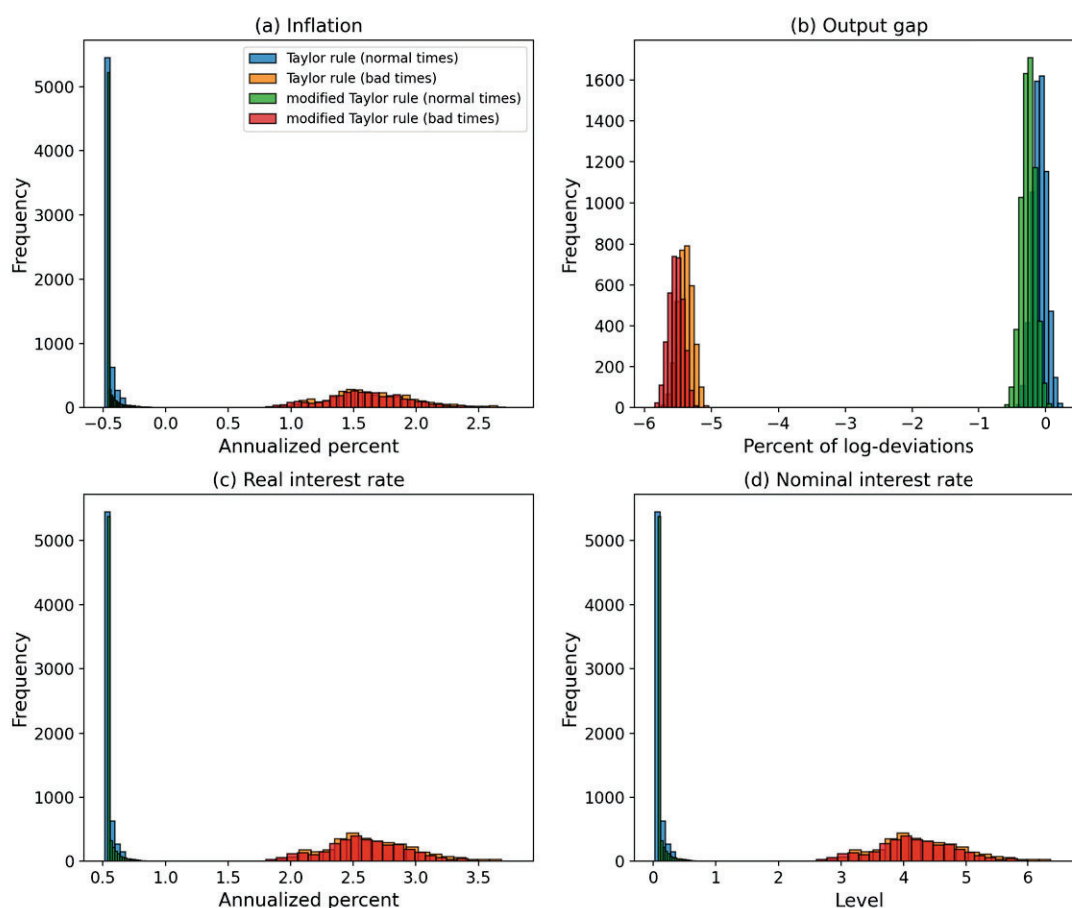 (a) Inflation
Frequency
5000
4000
3000
2000
1000
0
Taylor rule (normal times)
Taylor rule (bad times)
modified Taylor rule (normal times)
modified Taylor rule (bad times)
−0.5 0.0 0.5 1.0 1.5 2.0 2.5
Annualized percent
(b) Output gap
Frequency
1600
1400
1200
1000
800
600
400
200
0
−6 −5 −4 −3 −2 −1 0
Percent of log-deviations
(c) Real interest rate
Frequency
5000
4000
3000
2000
1000
0
0.5 1.0 1.5 2.0 2.5 3.0 3.5
Annualized percent
(d) Nominal interest rate
Frequency
5000
4000
3000
2000
1000
0
0 1 2 3 4 5 6
Level